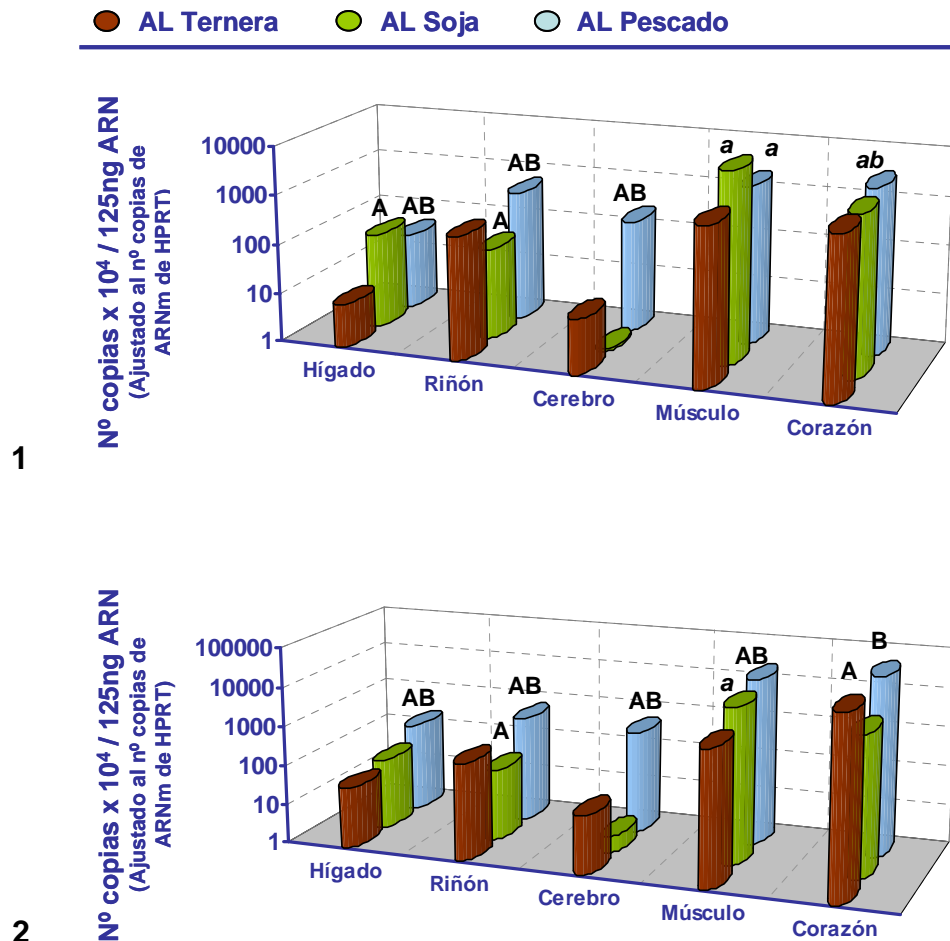 AL Ternera AL Soja AL Pescado
Nº copias x 10⁴ / 125ng ARN
(Ajustado al nº copias de
ARNm de HPRT)
10000
1000
100
10
1
A AB
AB
A
AB
a
a
ab
Hígado
Riñón
Cerebro
Músculo
Corazón
1
Nº copias x 10⁴ / 125ng ARN
(Ajustado al nº copias de
ARNm de HPRT)
100000
10000
1000
100
10
1
AB
AB
A
AB
a
AB
A
B
Hígado
Riñón
Cerebro
Músculo
Corazón
2